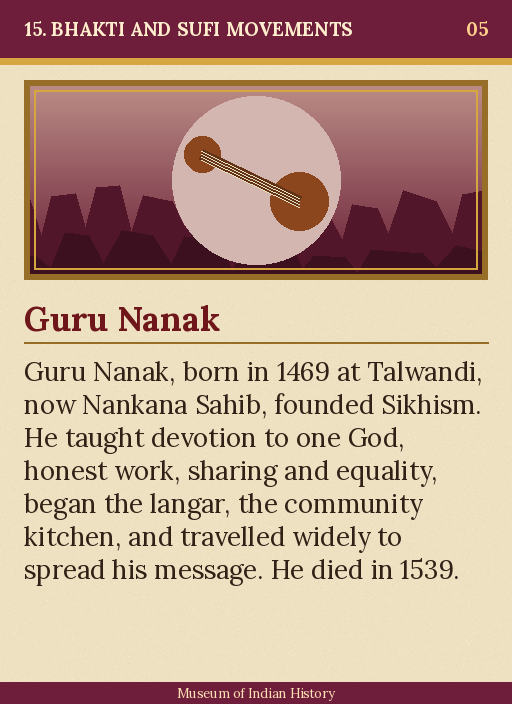 15. BHAKTI AND SUFI MOVEMENTS 05
Guru Nanak
Guru Nanak, born in 1469 at Talwandi,
now Nankana Sahib, founded Sikhism.
He taught devotion to one God,
honest work, sharing and equality,
began the langar, the community
kitchen, and travelled widely to
spread his message. He died in 1539.
Museum of Indian History